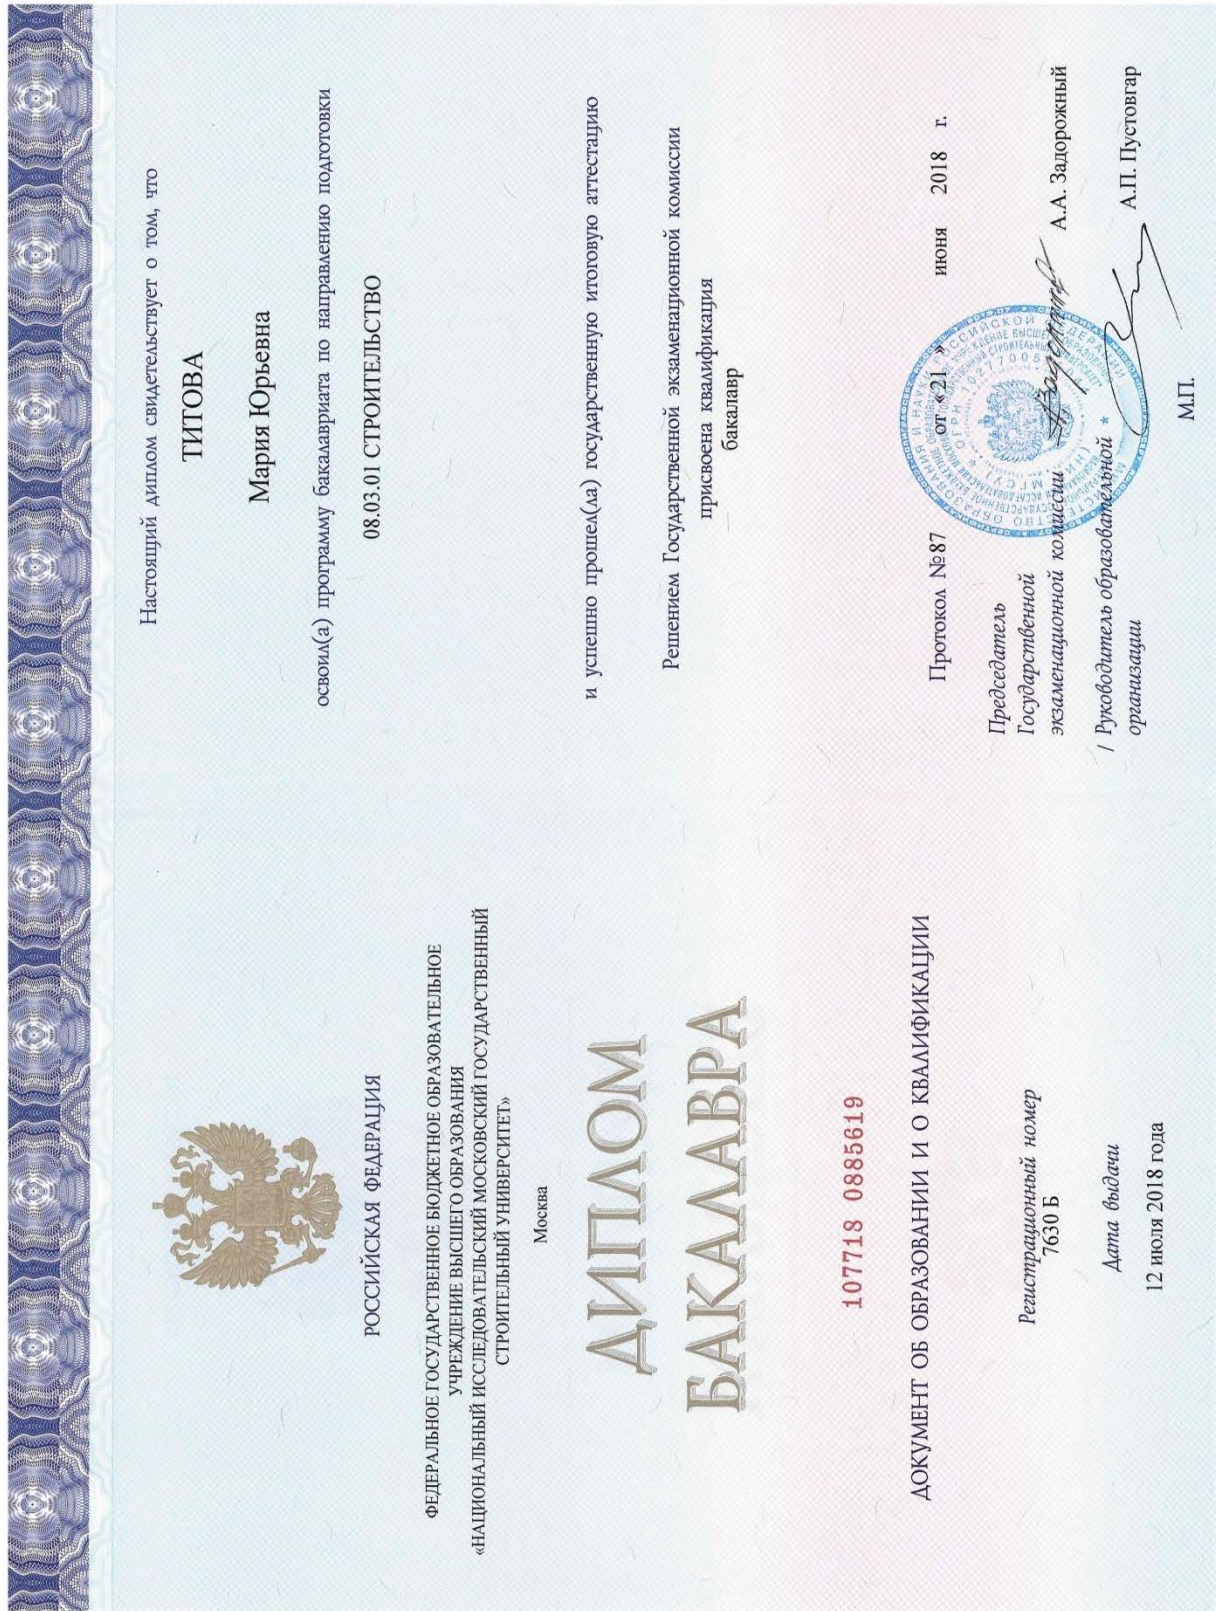 РОССИЙСКАЯ ФЕДЕРАЦИЯ
ФЕДЕРАЛЬНОЕ ГОСУДАРСТВЕННОЕ БЮДЖЕТНОЕ ОБРАЗОВАТЕЛЬНОЕ
УЧРЕЖДЕНИЕ ВЫСШЕГО ОБРАЗОВАНИЯ
«НАЦИОНАЛЬНЫЙ ИССЛЕДОВАТЕЛЬСКИЙ МОСКОВСКИЙ ГОСУДАРСТВЕННЫЙ
СТРОИТЕЛЬНЫЙ УНИВЕРСИТЕТ»
Москва
ДИПЛОМ
БАКАЛАВРА
107718 0885619
ДОКУМЕНТ ОБ ОБРАЗОВАНИИ И О КВАЛИФИКАЦИИ
Регистрационный номер
7630 Б
Дата выдачи
12 июля 2018 года
Настоящий диплом свидетельствует о том, что
ТИТОВА
Мария Юрьевна
освоил(а) программу бакалавриата по направлению подготовки
08.03.01 СТРОИТЕЛЬСТВО
и успешно прошел(ла) государственную итоговую аттестацию
Решением Государственной экзаменационной комиссии
присвоена квалификация
бакалавр
Протокол №87 от «21» июня 2018 г.
Председатель
Государственной
экзаменационной комиссии А.А. Задорожный
/ Руководитель образовательной А.П. Пустовгар
организации
М.П.